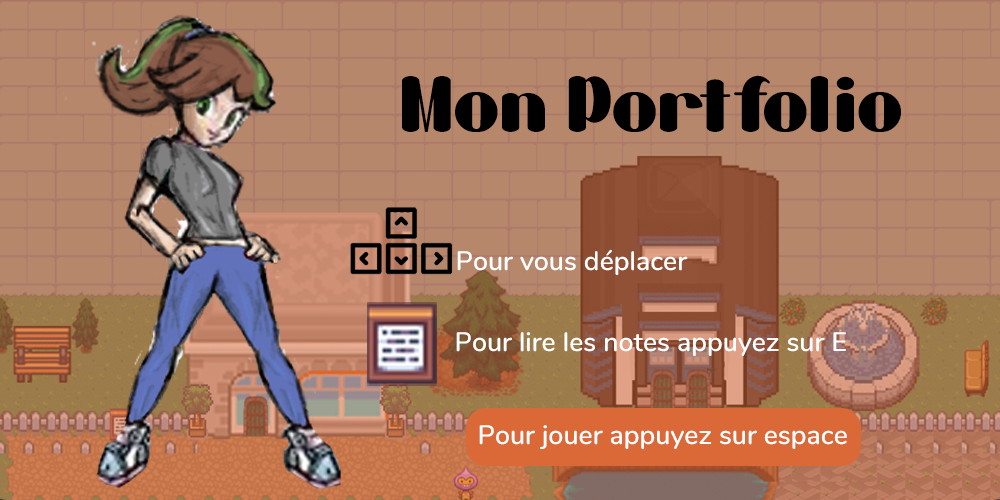 Mon Portfolio
Pour vous déplacer
Pour lire les notes appuyez sur E
Pour jouer appuyez sur espace